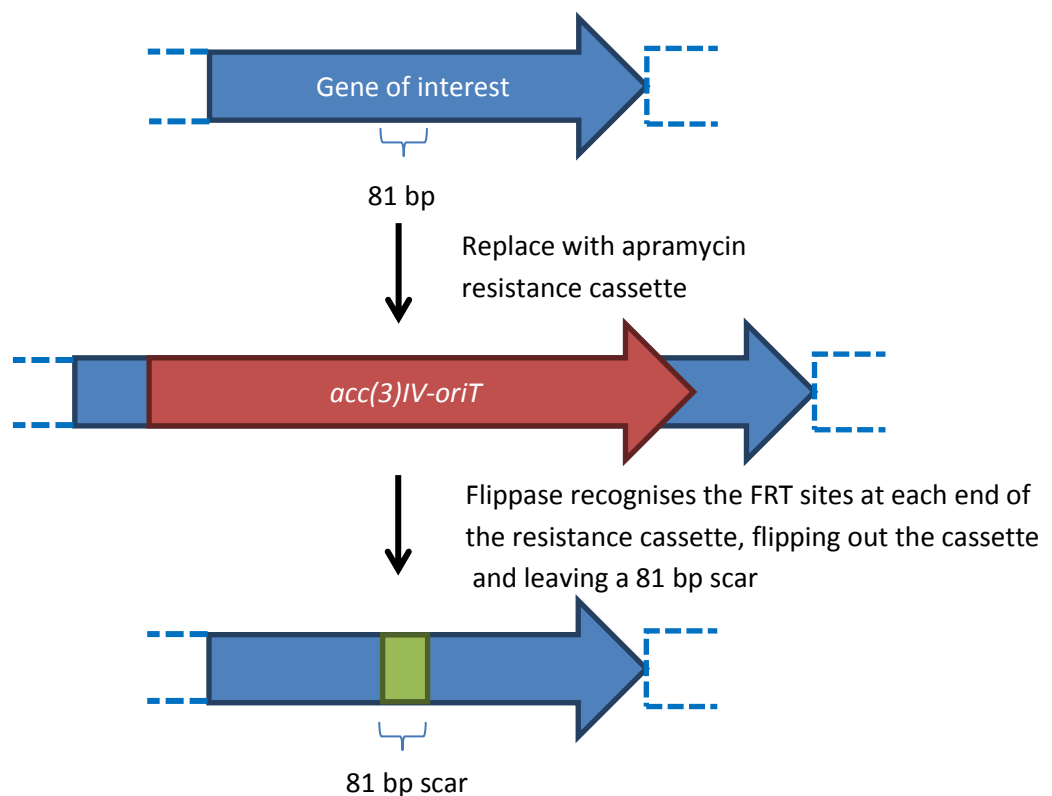 Gene of interest
81 bp
Replace with apramycin
resistance cassette
acc(3)IV-oriT
Flippase recognises the FRT sites at each end of
the resistance cassette, flipping out the cassette
and leaving a 81 bp scar
81 bp scar